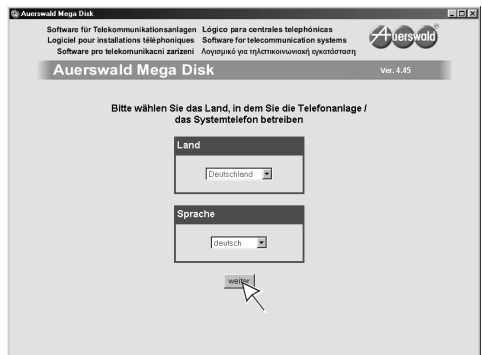 Auerswald Mega Disk
Software für Telekommunikationsanlagen Lógico para centrales telephónicas
Logiciel pour installations téléphoniques Software for telecommunication systems
Software pro telekomunikacní zarízení Λογισμικό για τηλεπικοινωνιακή εγκατάσταση
Auerswald®
Auerswald Mega Disk Ver. 4.45
Bitte wählen Sie das Land, in dem Sie die Telefonanlage /
das Systemtelefon betreiben
Land
Deutschland
Sprache
deutsch
weiter